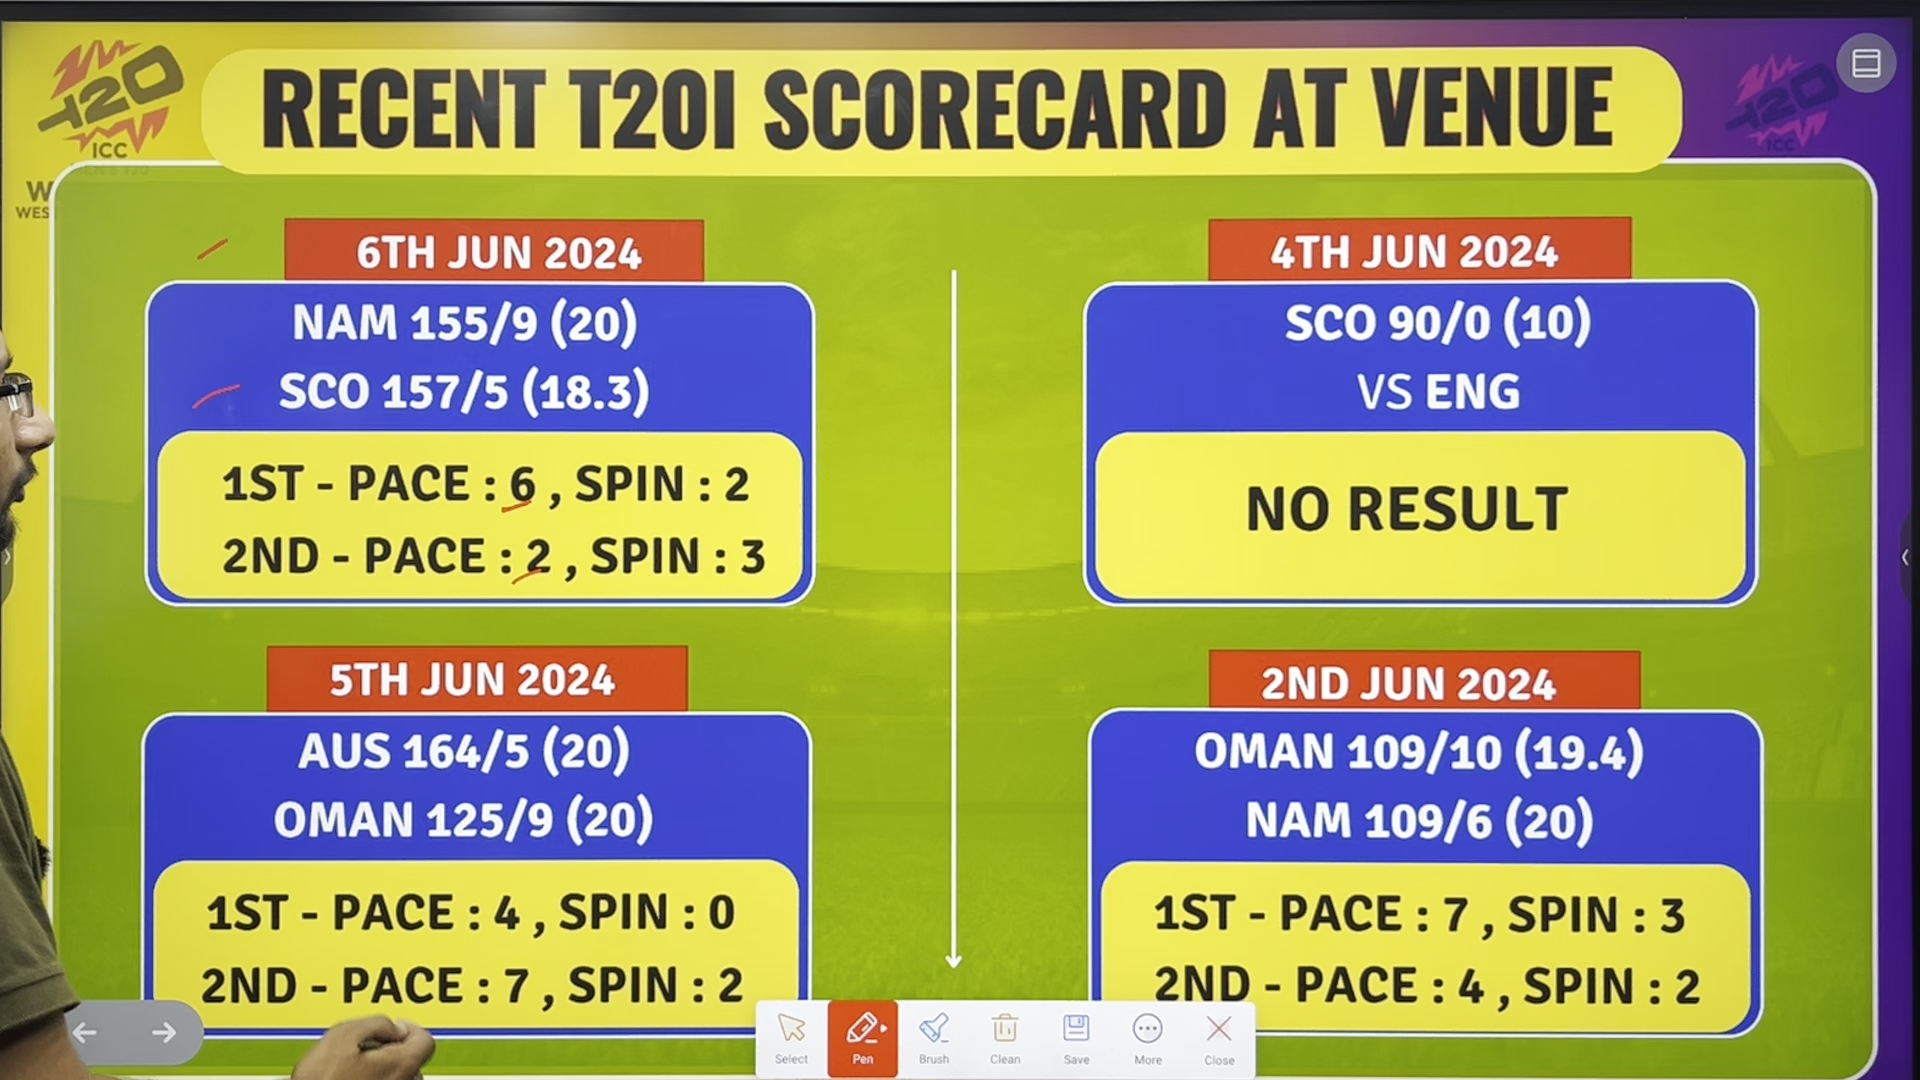 T20
ICC
W
WES
RECENT T20I SCORECARD AT VENUE
T20
ICC
6TH JUN 2024
NAM 155/9 (20)
SCO 157/5 (18.3)
1ST - PACE : 6 , SPIN : 2
2ND - PACE : 2 , SPIN : 3
4TH JUN 2024
SCO 90/0 (10)
VS ENG
NO RESULT
5TH JUN 2024
AUS 164/5 (20)
OMAN 125/9 (20)
1ST - PACE : 4 , SPIN : 0
2ND - PACE : 7 , SPIN : 2
2ND JUN 2024
OMAN 109/10 (19.4)
NAM 109/6 (20)
1ST - PACE : 7 , SPIN : 3
2ND - PACE : 4 , SPIN : 2
Select
Pen
Brush
Clean
Save
More
Close